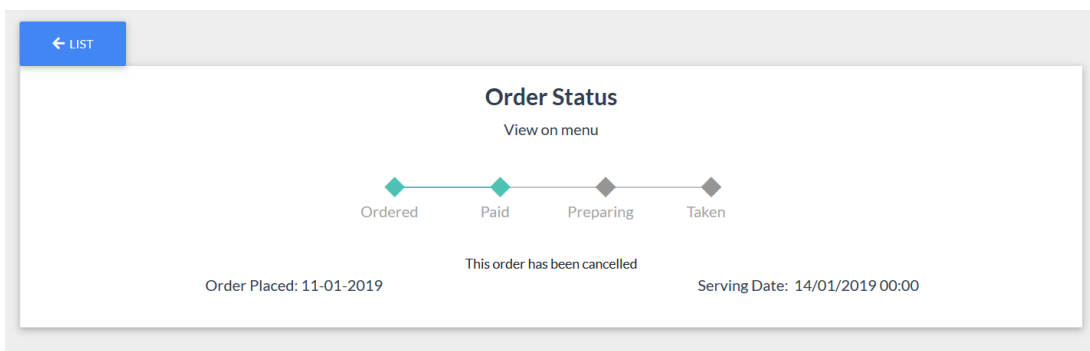 LIST
Order Status
View on menu
Ordered Paid Preparing Taken
This order has been cancelled
Order Placed: 11-01-2019 Serving Date: 14/01/2019 00:00